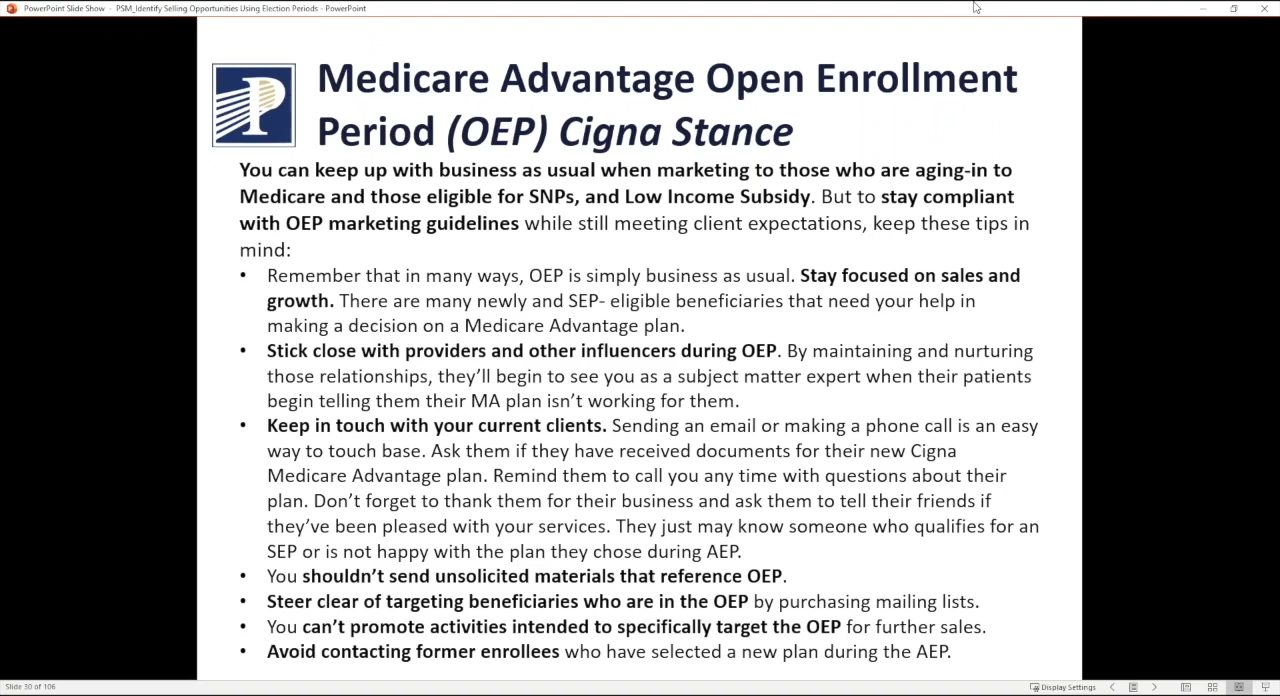 PowerPoint Slide Show - PSM_Identify Selling Opportunities Using Election Periods - PowerPoint
Medicare Advantage Open Enrollment
Period (OEP) Cigna Stance
You can keep up with business as usual when marketing to those who are aging-in to
Medicare and those eligible for SNPs, and Low Income Subsidy. But to stay compliant
with OEP marketing guidelines while still meeting client expectations, keep these tips in
mind:
• Remember that in many ways, OEP is simply business as usual. Stay focused on sales and
growth. There are many newly and SEP- eligible beneficiaries that need your help in
making a decision on a Medicare Advantage plan.
• Stick close with providers and other influencers during OEP. By maintaining and nurturing
those relationships, they’ll begin to see you as a subject matter expert when their patients
begin telling them their MA plan isn’t working for them.
• Keep in touch with your current clients. Sending an email or making a phone call is an easy
way to touch base. Ask them if they have received documents for their new Cigna
Medicare Advantage plan. Remind them to call you any time with questions about their
plan. Don’t forget to thank them for their business and ask them to tell their friends if
they’ve been pleased with your services. They just may know someone who qualifies for an
SEP or is not happy with the plan they chose during AEP.
• You shouldn’t send unsolicited materials that reference OEP.
• Steer clear of targeting beneficiaries who are in the OEP by purchasing mailing lists.
• You can’t promote activities intended to specifically target the OEP for further sales.
• Avoid contacting former enrollees who have selected a new plan during the AEP.
Slide 30 of 106
Display Settings